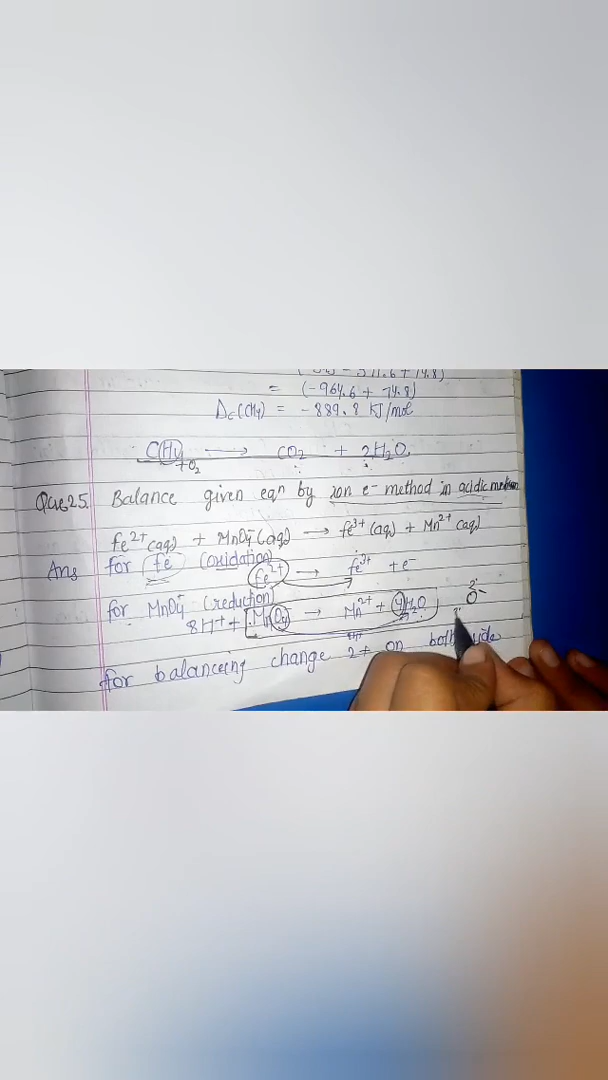 = (-964.6 + 74.8)
Δc(CH4) = -889.8 KJ/mol
CH4 + O2 → CO2 + 2H2O
Que25. Balance given eqⁿ by ion e⁻ method in acidic medium
Fe²⁺(aq) + MnO4⁻(aq) → fe³⁺(aq) + Mn²⁺(aq)
Ans for fe (oxidation)
fe²⁺ → fe³⁺ + e⁻
for MnO4⁻ (reduction)
8H⁺ + MnO4 → Mn²⁺ + 4H2O
for balanceing change 2+ on both side